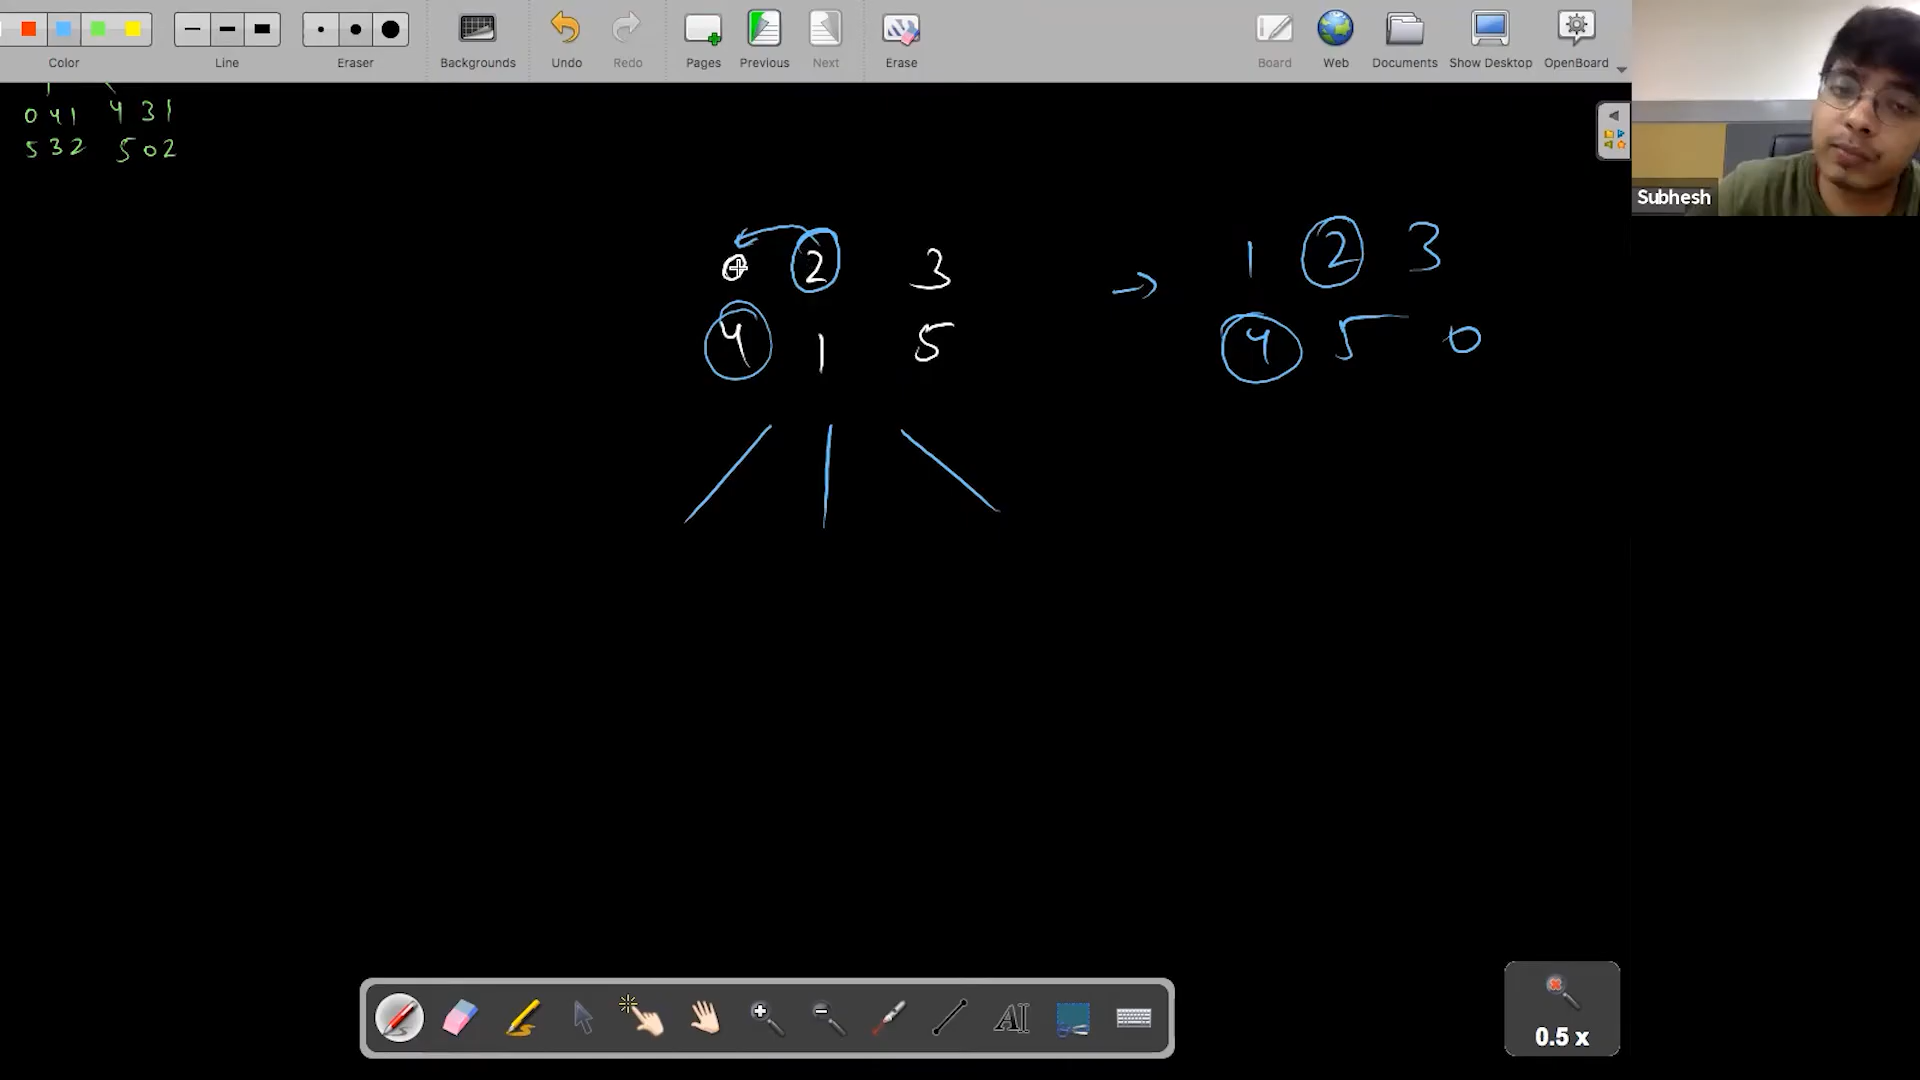 Color Line Eraser Backgrounds Undo Redo Pages Previous Next Erase Board Web Documents Show Desktop OpenBoard
Subhesh
0 4 1 4 3 1
5 3 2 5 0 2
0 2 3 → 1 2 3
4 1 5 4 5 0
0.5 x